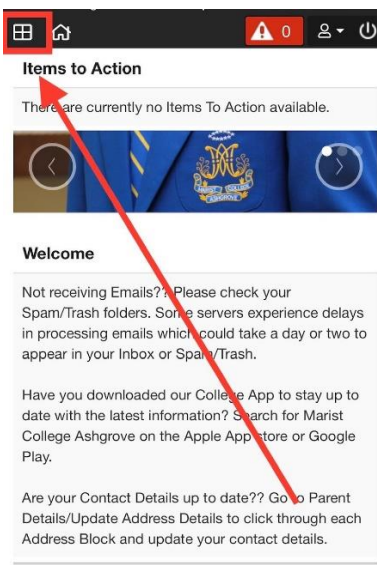 0
Items to Action
There are currently no Items To Action available.
MARIST COLLEGE
ASHGROVE
Welcome
Not receiving Emails?? Please check your
Spam/Trash folders. Some servers experience delays
in processing emails which could take a day or two to
appear in your Inbox or Spam/Trash.
Have you downloaded our College App to stay up to
date with the latest information? Search for Marist
College Ashgrove on the Apple App store or Google
Play.
Are your Contact Details up to date?? Go to Parent
Details/Update Address Details to click through each
Address Block and update your contact details.